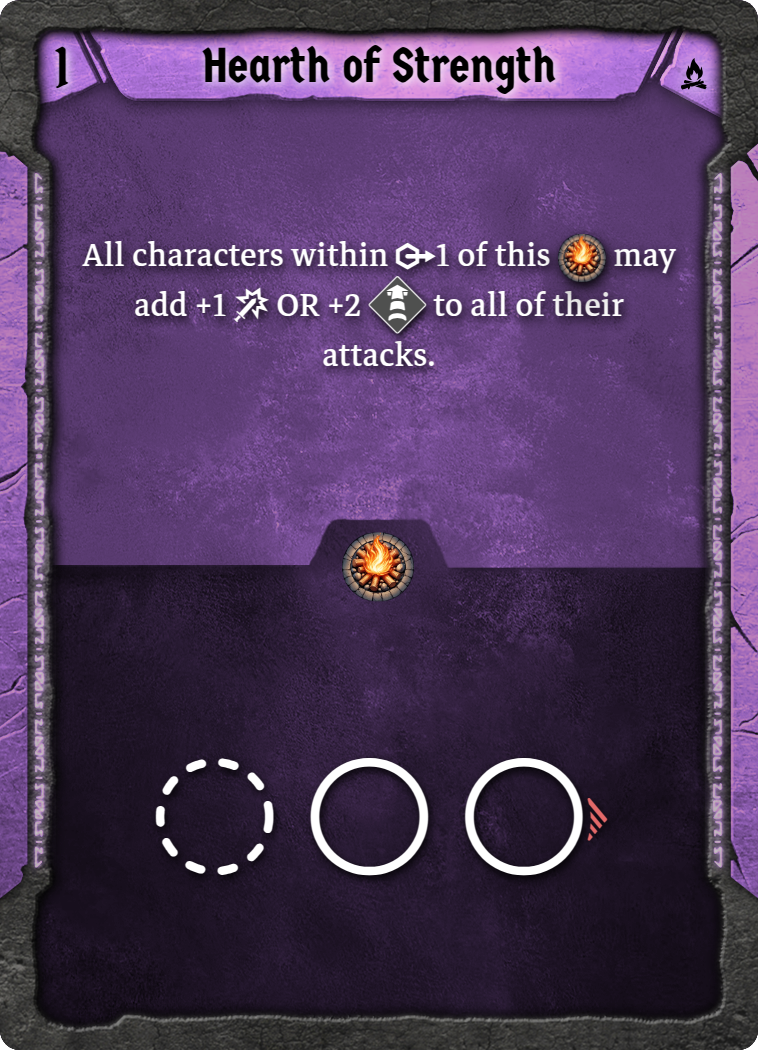 1
Hearth of Strength
All characters within 1 of this may
add +1 OR +2 to all of their
attacks.